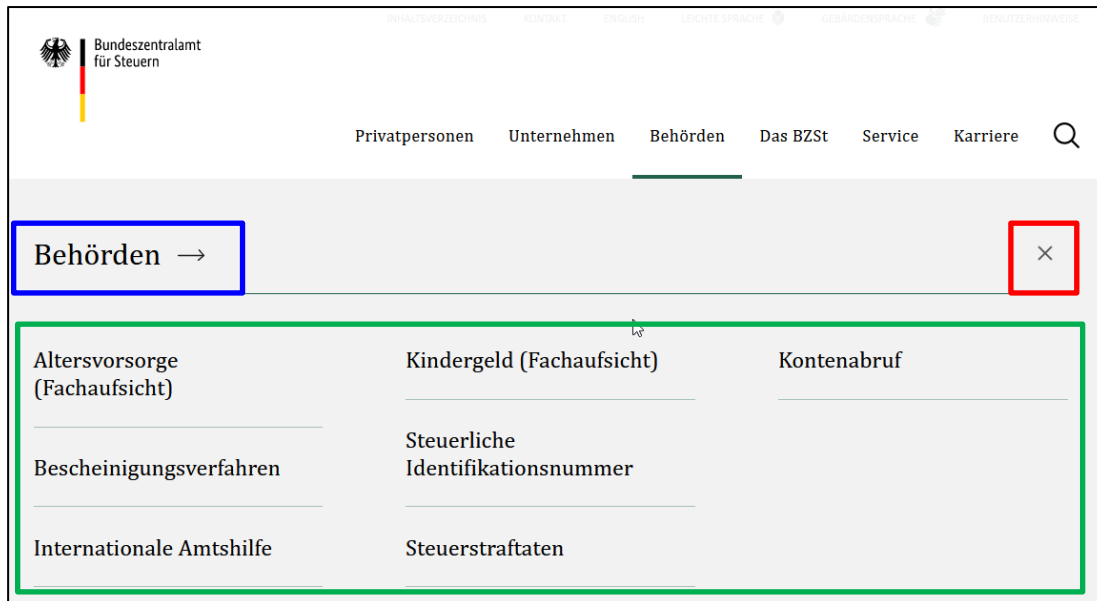 INHALTSVERZEICHNIS KONTAKT ENGLISH LEICHTE SPRACHE GEBÄRDENSPRACHE BENUTZERHINWEISE
Bundeszentralamt
für Steuern
Privatpersonen Unternehmen Behörden Das BZSt Service Karriere
Behörden →
Altersvorsorge
(Fachaufsicht)
Bescheinigungsverfahren
Internationale Amtshilfe
Kindergeld (Fachaufsicht)
Steuerliche
Identifikationsnummer
Steuerstraftaten
Kontenabruf